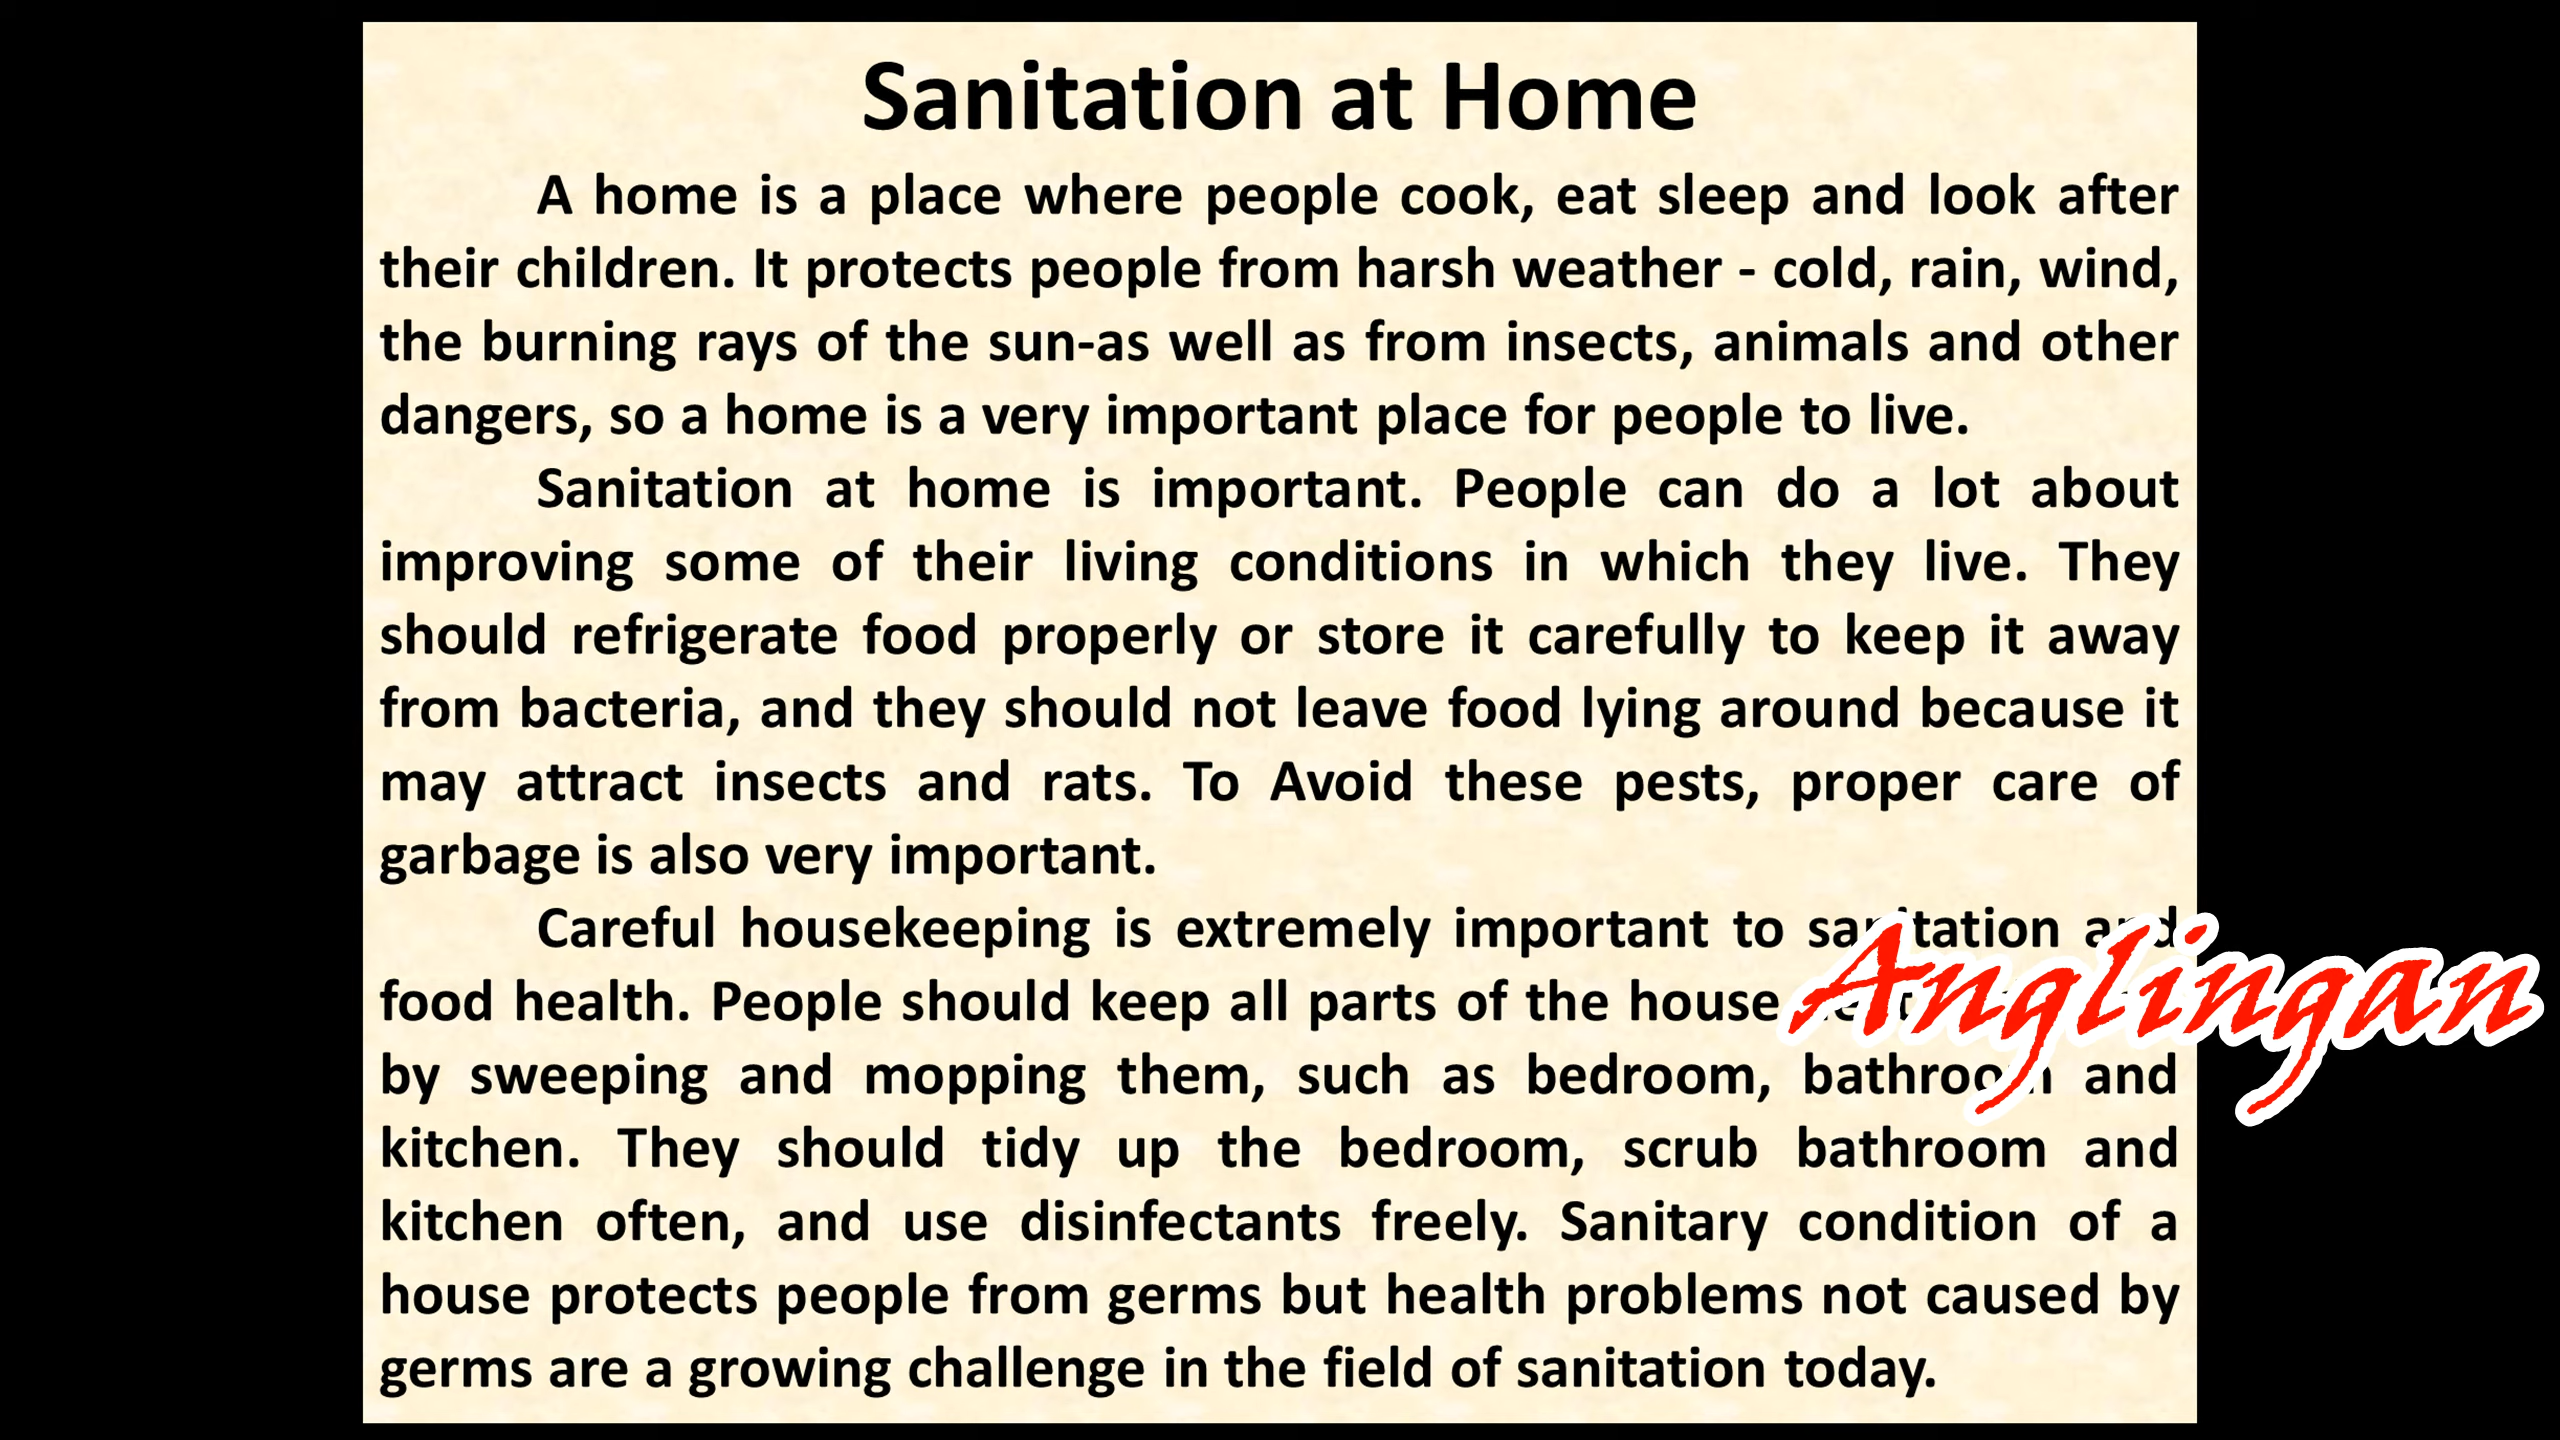 Sanitation at Home
A home is a place where people cook, eat sleep and look after
their children. It protects people from harsh weather - cold, rain, wind,
the burning rays of the sun-as well as from insects, animals and other
dangers, so a home is a very important place for people to live.
Sanitation at home is important. People can do a lot about
improving some of their living conditions in which they live. They
should refrigerate food properly or store it carefully to keep it away
from bacteria, and they should not leave food lying around because it
may attract insects and rats. To Avoid these pests, proper care of
garbage is also very important.
Careful housekeeping is extremely important to sanitation and
food health. People should keep all parts of the house
by sweeping and mopping them, such as bedroom, bathroom and
kitchen. They should tidy up the bedroom, scrub bathroom and
kitchen often, and use disinfectants freely. Sanitary condition of a
house protects people from germs but health problems not caused by
germs are a growing challenge in the field of sanitation today.
Anglingan